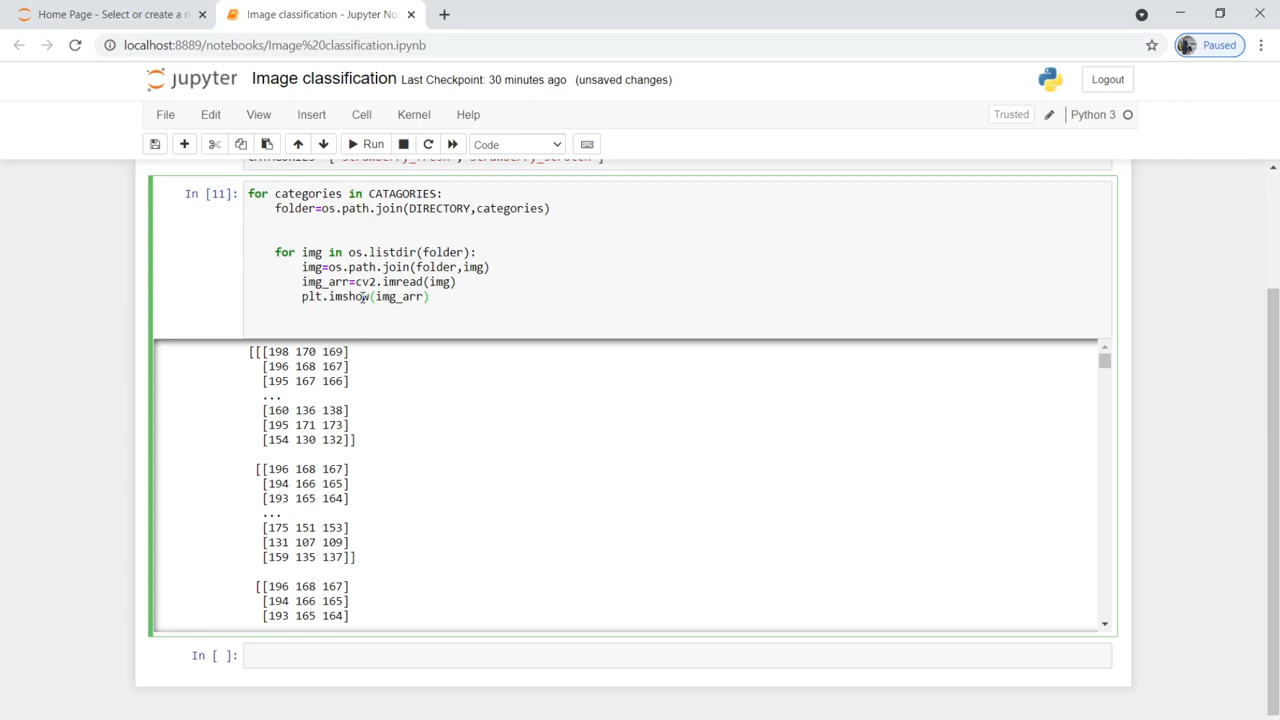 Home Page - Select or create a n
Image classification - Jupyter No
localhost:8889/notebooks/Image%20classification.ipynb
Paused
jupyter Image classification Last Checkpoint: 30 minutes ago (unsaved changes)
Logout
File Edit View Insert Cell Kernel Help
Trusted Python 3
Run Code
In [11]: for categories in CATAGORIES:
folder=os.path.join(DIRECTORY,categories)
for img in os.listdir(folder):
img=os.path.join(folder,img)
img_arr=cv2.imread(img)
plt.imshow(img_arr)
[[[198 170 169]
[196 168 167]
[195 167 166]
...
[160 136 138]
[195 171 173]
[154 130 132]]
[[196 168 167]
[194 166 165]
[193 165 164]
...
[175 151 153]
[131 107 109]
[159 135 137]]
[[196 168 167]
[194 166 165]
[193 165 164]
In [ ]: